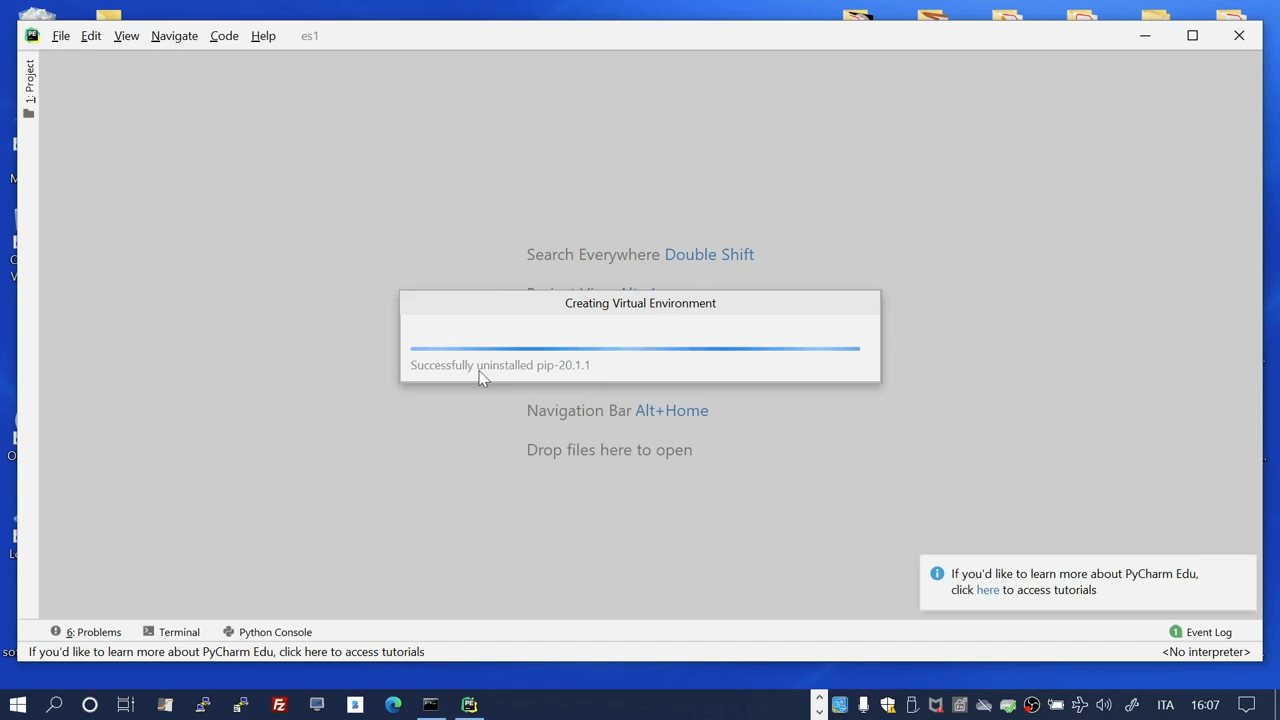 PE File Edit View Navigate Code Help es1
1: Project
Search Everywhere Double Shift
Creating Virtual Environment
Successfully uninstalled pip-20.1.1
Navigation Bar Alt+Home
Drop files here to open
If you'd like to learn more about PyCharm Edu,
click here to access tutorials
6: Problems Terminal Python Console
1 Event Log
If you'd like to learn more about PyCharm Edu, click here to access tutorials
<No interpreter>
ITA 16:07